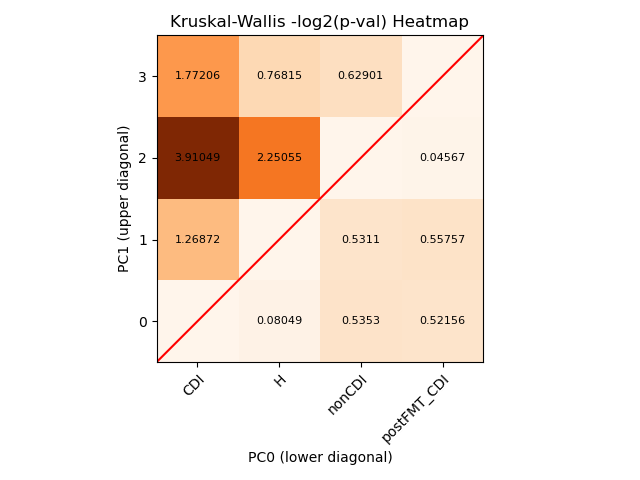 Kruskal-Wallis -log2(p-val) Heatmap
PC1 (upper diagonal)
3 1.77206 0.76815 0.62901
2 3.91049 2.25055 0.04567
1 1.26872 0.5311 0.55757
0 0.08049 0.5353 0.52156
CDI H nonCDI postFMT_CDI
PC0 (lower diagonal)